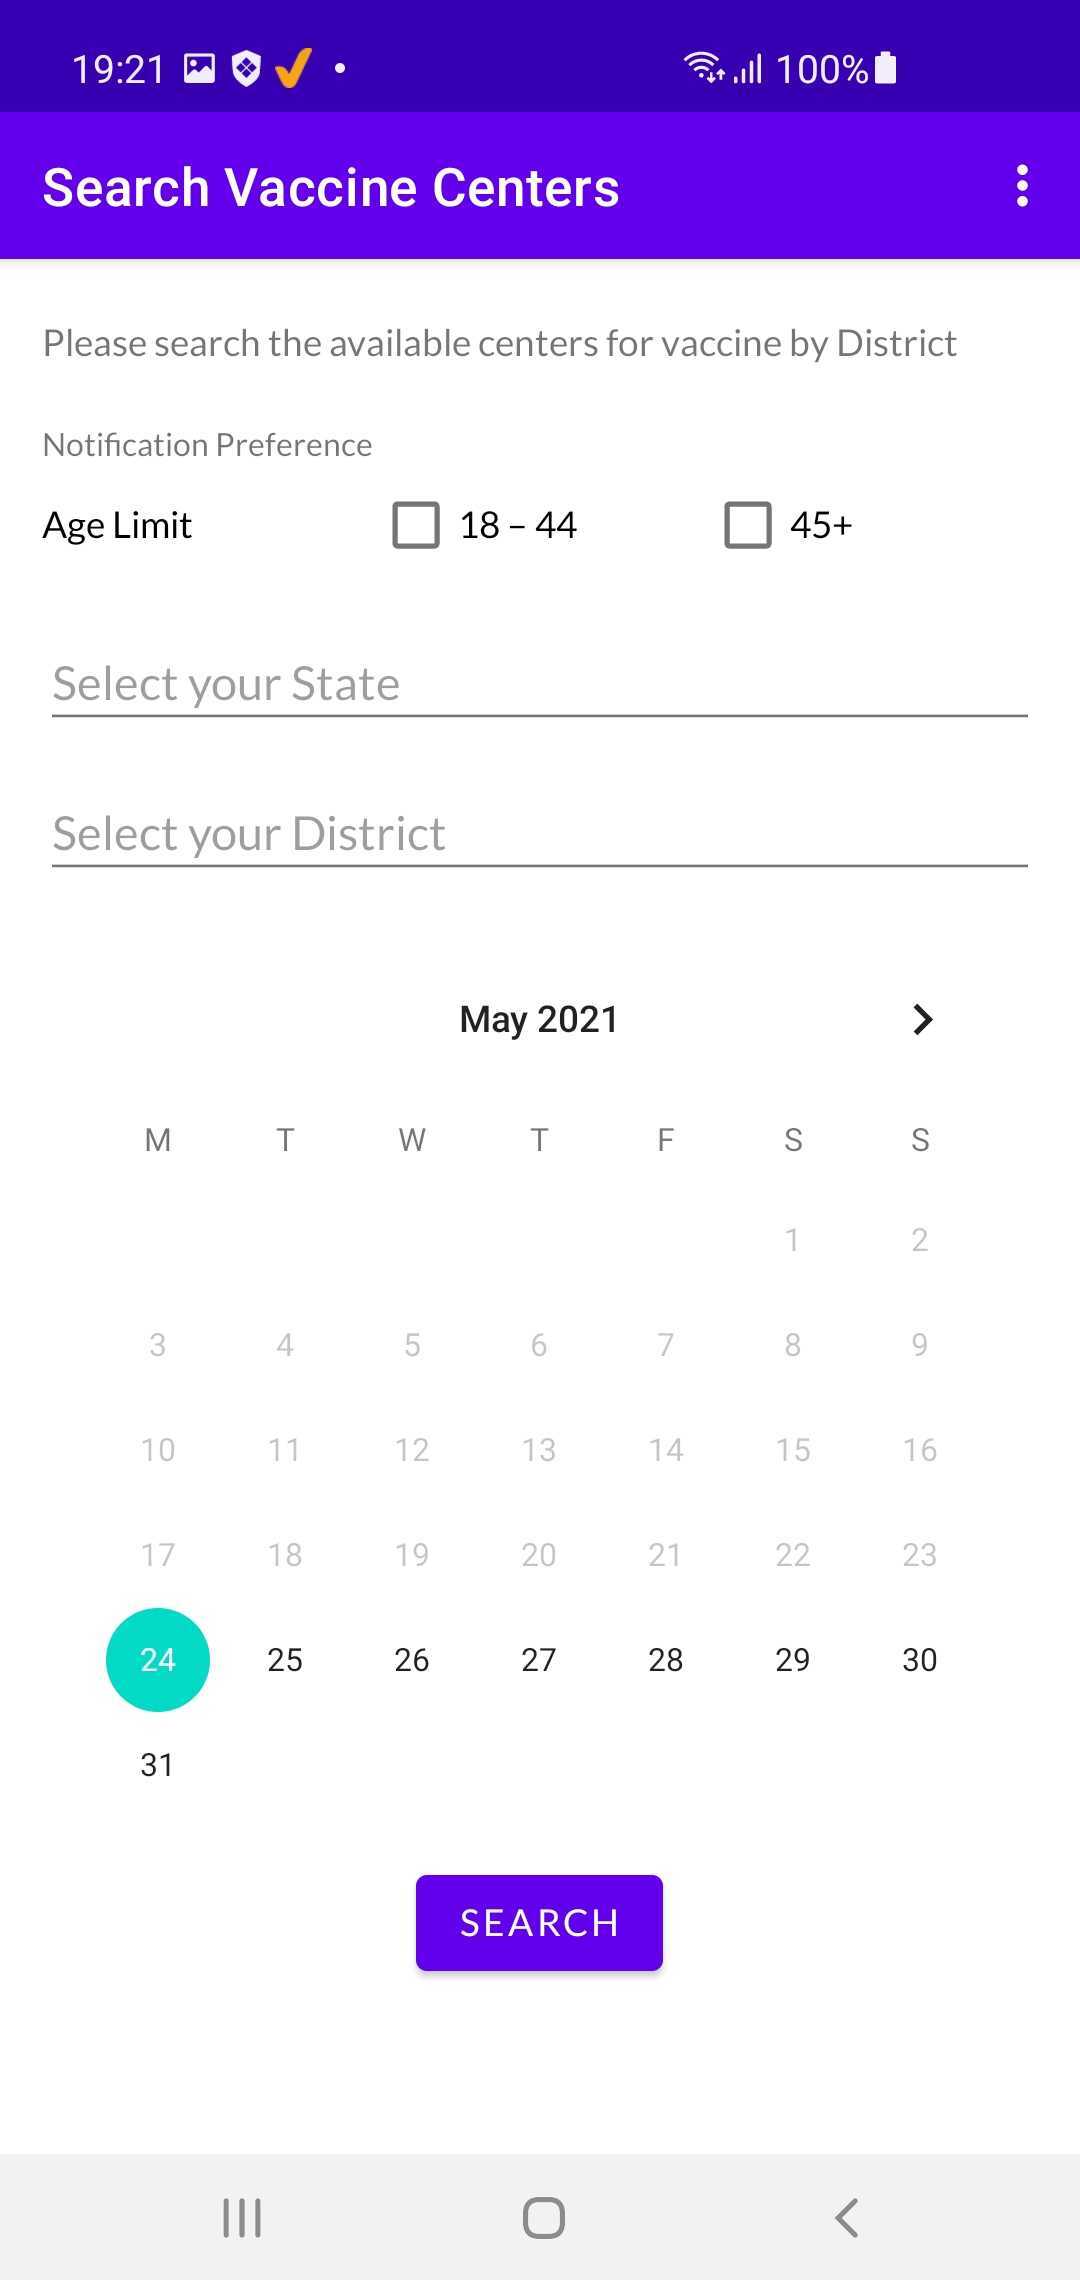 19:21 100%
Search Vaccine Centers
Please search the available centers for vaccine by District
Notification Preference
Age Limit 18 – 44 45+
Select your State
Select your District
May 2021
M T W T F S S
1 2
3 4 5 6 7 8 9
10 11 12 13 14 15 16
17 18 19 20 21 22 23
24 25 26 27 28 29 30
31
SEARCH